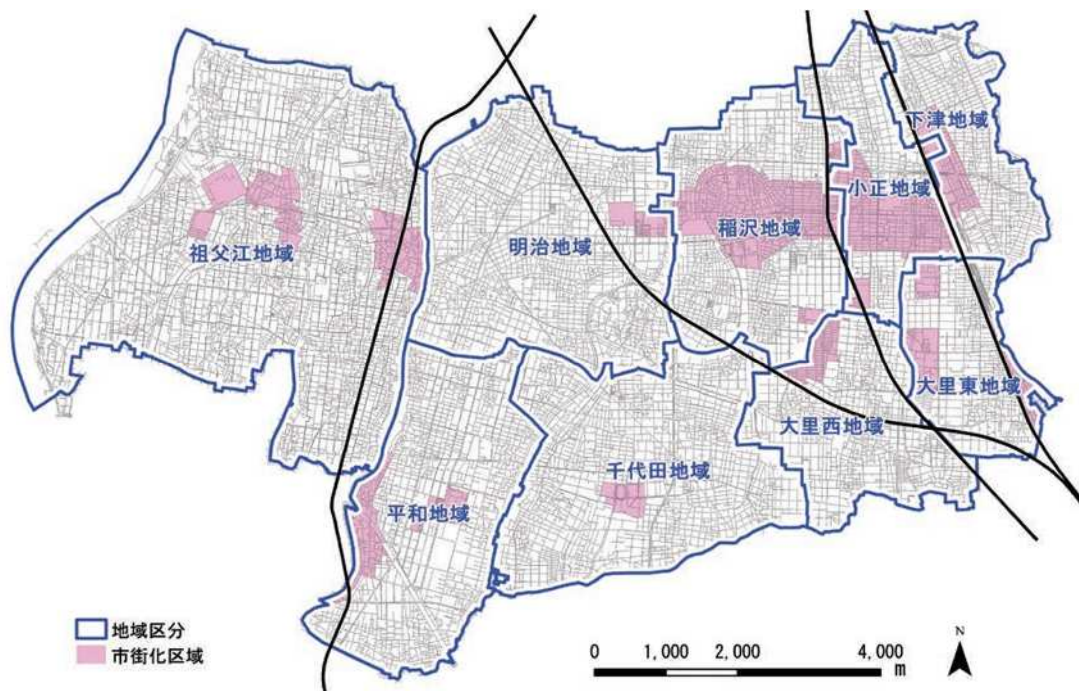 下津地域
小正地域
稲沢地域
明治地域
祖父江地域
大里東地域
大里西地域
千代田地域
平和地域
地域区分
市街化区域
N
0 1,000 2,000 4,000
m